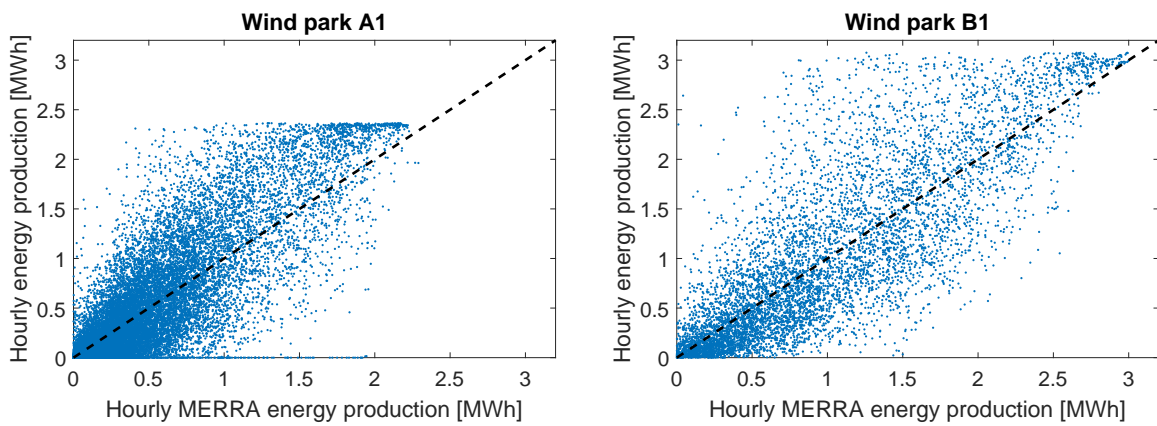 Wind park A1
Hourly energy production [MWh]
3
2.5
2
1.5
1
0.5
0
0 0.5 1 1.5 2 2.5 3
Hourly MERRA energy production [MWh]
Wind park B1
Hourly energy production [MWh]
3
2.5
2
1.5
1
0.5
0
0 0.5 1 1.5 2 2.5 3
Hourly MERRA energy production [MWh]